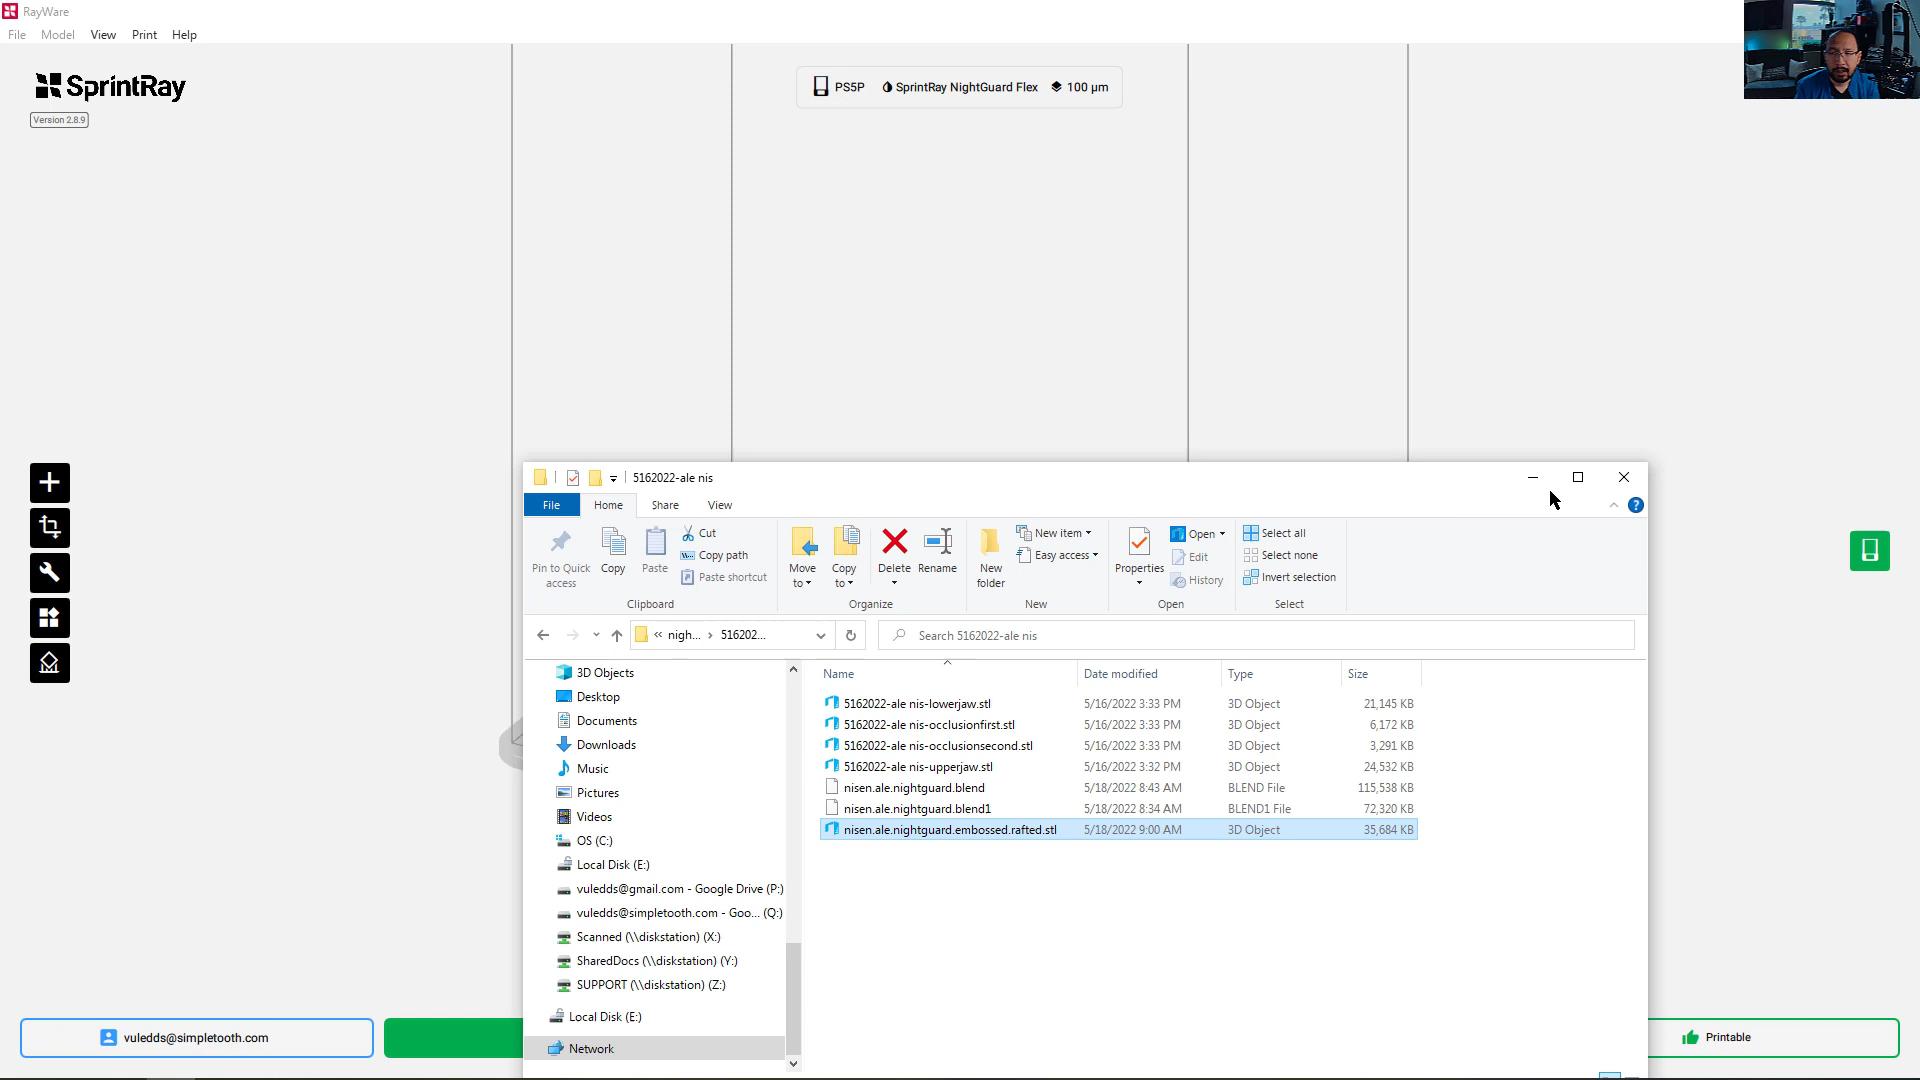 RayWare
File Model View Print Help
SprintRay
Version 2.8.9
PS5P SprintRay NightGuard Flex 100 µm
5162022-ale nis
File Home Share View
Pin to Quick access
Copy
Paste
Cut
Copy path
Paste shortcut
Clipboard
Move to
Copy to
Delete
Rename
Organize
New folder
New item
Easy access
New
Properties
Open
Edit
History
Open
Select all
Select none
Invert selection
Select
« nigh... › 516202...
Search 5162022-ale nis
3D Objects
Desktop
Documents
Downloads
Music
Pictures
Videos
OS (C:)
Local Disk (E:)
vuledds@gmail.com - Google Drive (P:)
vuledds@simpletooth.com - Goo... (Q:)
Scanned (\\diskstation) (X:)
SharedDocs (\\diskstation) (Y:)
SUPPORT (\\diskstation) (Z:)
Local Disk (E:)
Network
Name Date modified Type Size
5162022-ale nis-lowerjaw.stl 5/16/2022 3:33 PM 3D Object 21,145 KB
5162022-ale nis-occlusionfirst.stl 5/16/2022 3:33 PM 3D Object 6,172 KB
5162022-ale nis-occlusionsecond.stl 5/16/2022 3:33 PM 3D Object 3,291 KB
5162022-ale nis-upperjaw.stl 5/16/2022 3:32 PM 3D Object 24,532 KB
nisen.ale.nightguard.blend 5/18/2022 8:43 AM BLEND File 115,538 KB
nisen.ale.nightguard.blend1 5/18/2022 8:34 AM BLEND1 File 72,320 KB
nisen.ale.nightguard.embossed.rafted.stl 5/18/2022 9:00 AM 3D Object 35,684 KB
vuledds@simpletooth.com
Printable